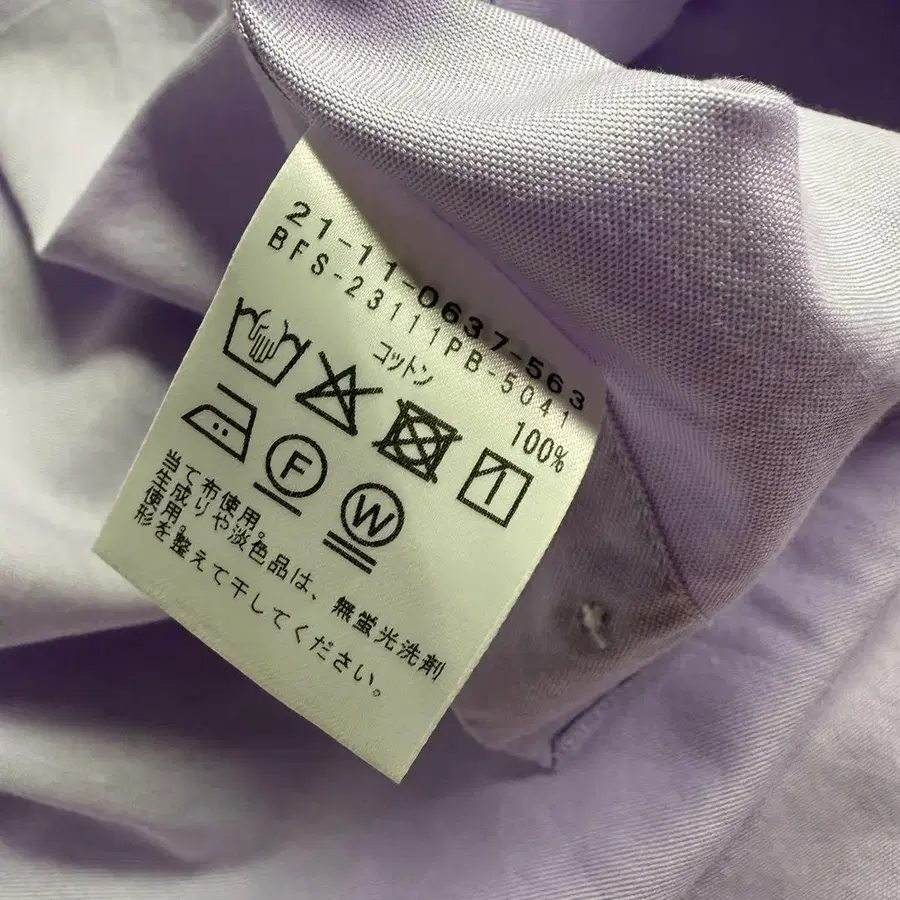 21-11-0637-563
BFS-23111PB-5041
コットン 100%
F
W
当て布使用。
生成りや淡色品は、無蛍光洗剤
使用。
形を整えて干してください。